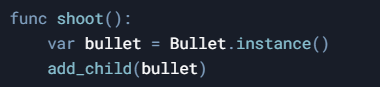 func shoot():
    var bullet = Bullet.instance()
    add_child(bullet)